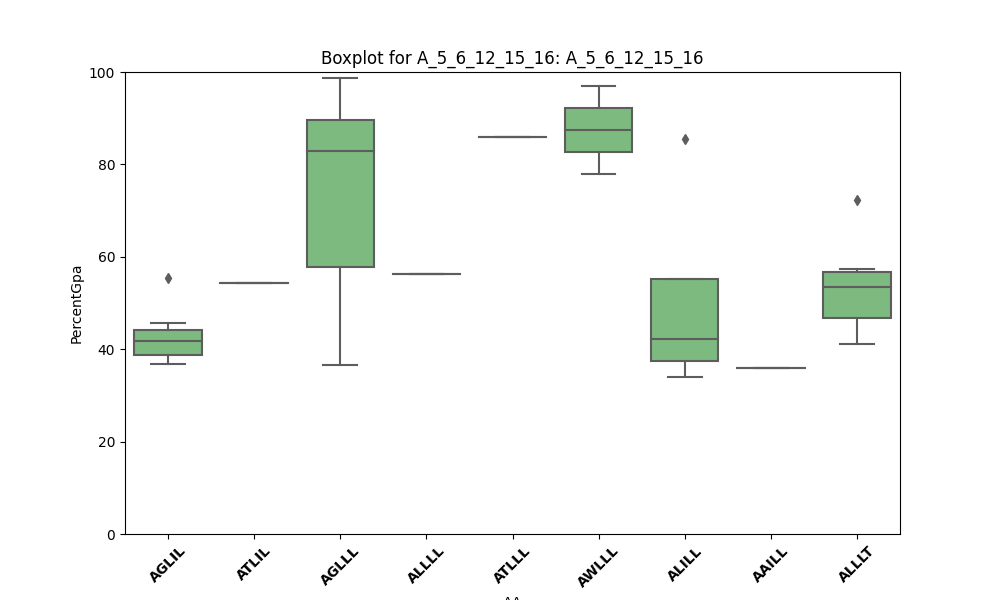 Boxplot for A_5_6_12_15_16: A_5_6_12_15_16
100
80
60
40
20
0
PercentGpa
AGLIL
ATLIL
AGLLL
ALLLL
ATLLL
AWLLL
ALILL
AAILL
ALLLT